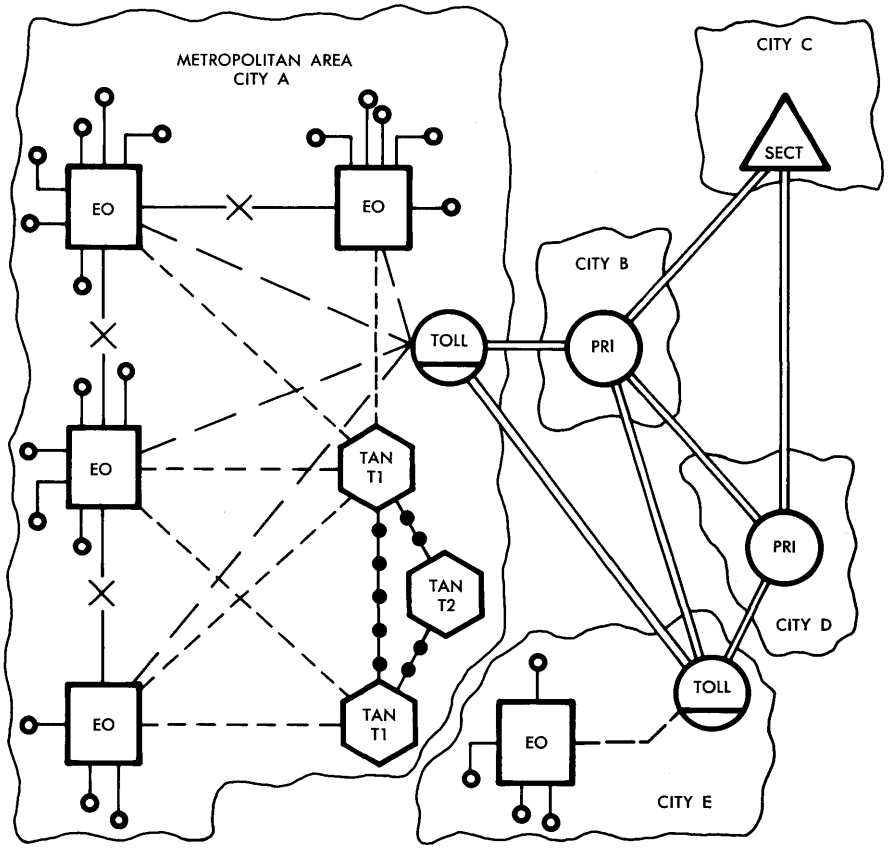 METROPOLITAN AREA
CITY A
CITY C
SECT
EO
EO
CITY B
TOLL
PRI
EO
TAN
T1
PRI
TAN
T2
CITY D
EO
TAN
T1
TOLL
EO
CITY E